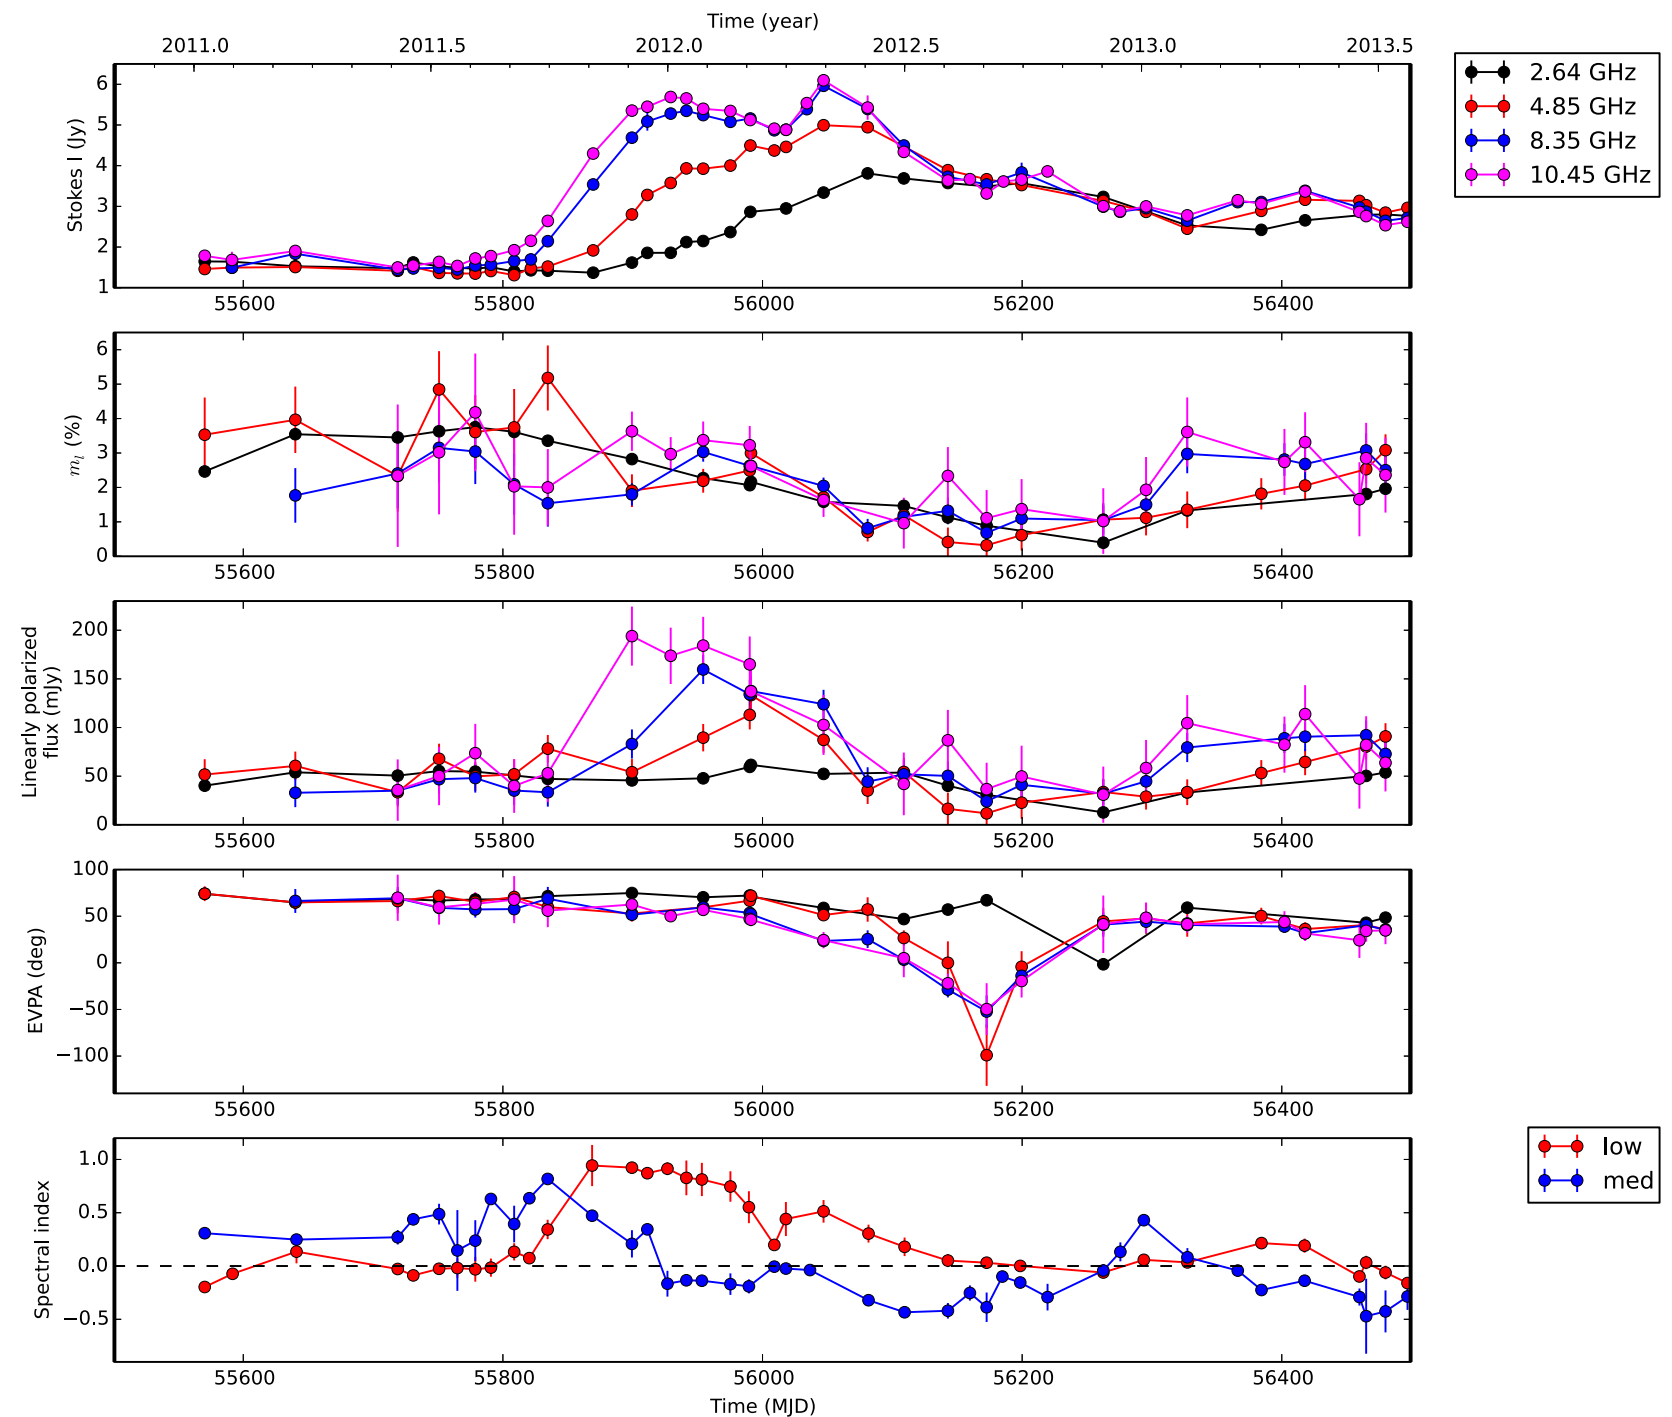 Time (year)
2011.0 2011.5 2012.0 2012.5 2013.0 2013.5
6
5
4
3
2
1
Stokes I (Jy)
55600 55800 56000 56200 56400
2.64 GHz
4.85 GHz
8.35 GHz
10.45 GHz
6
5
4
3
2
1
0
m_l (%)
55600 55800 56000 56200 56400
200
150
100
50
0
Linearly polarized
flux (mJy)
55600 55800 56000 56200 56400
100
50
0
−50
−100
EVPA (deg)
55600 55800 56000 56200 56400
1.0
0.5
0.0
−0.5
Spectral index
55600 55800 56000 56200 56400
Time (MJD)
low
med